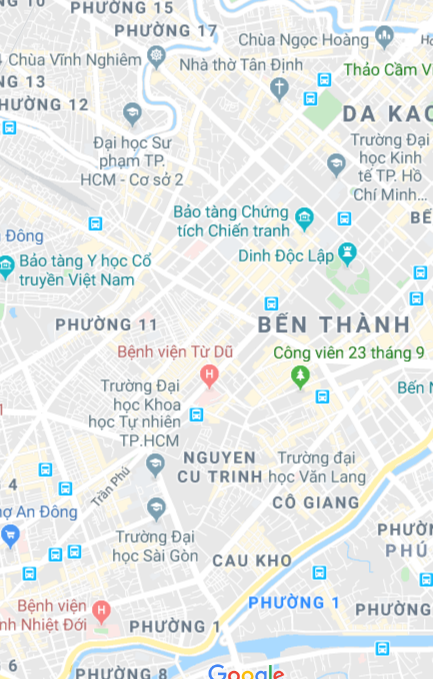 G 10
PHƯỜNG 15
PHƯỜNG 17
Chùa Ngọc Hoàng
Chùa Vĩnh Nghiêm
Nhà thờ Tân Định
Thảo Cầm V
NG 13
HƯỜNG 12
DA KAO
Đại học Sư
phạm TP.
HCM - Cơ sở 2
Trường Đại
học Kinh
tế TP. Hồ
Chí Minh...
Bảo tàng Chứng
tích Chiến tranh
BẾ
Đông
Dinh Độc Lập
Bảo tàng Y học Cổ
truyền Việt Nam
PHƯỜNG 11
BẾN THÀNH
Bệnh viện Từ Dũ
Công viên 23 tháng 9
Trường Đại
học Khoa
học Tự nhiên
TP.HCM
Bến N
1
NGUYEN
CU TRINH
Trường đại
học Văn Lang
Trần Phú
4
CÔ GIANG
ợ An Đông
PHƯỜN
PHÚ
Trường Đại
học Sài Gòn
CAU KHO
Bệnh viện
nh Nhiệt Đới
PHƯỜNG 1
PHƯỜNG
PHƯỜNG 1
6
PHƯỜNG 8
Google